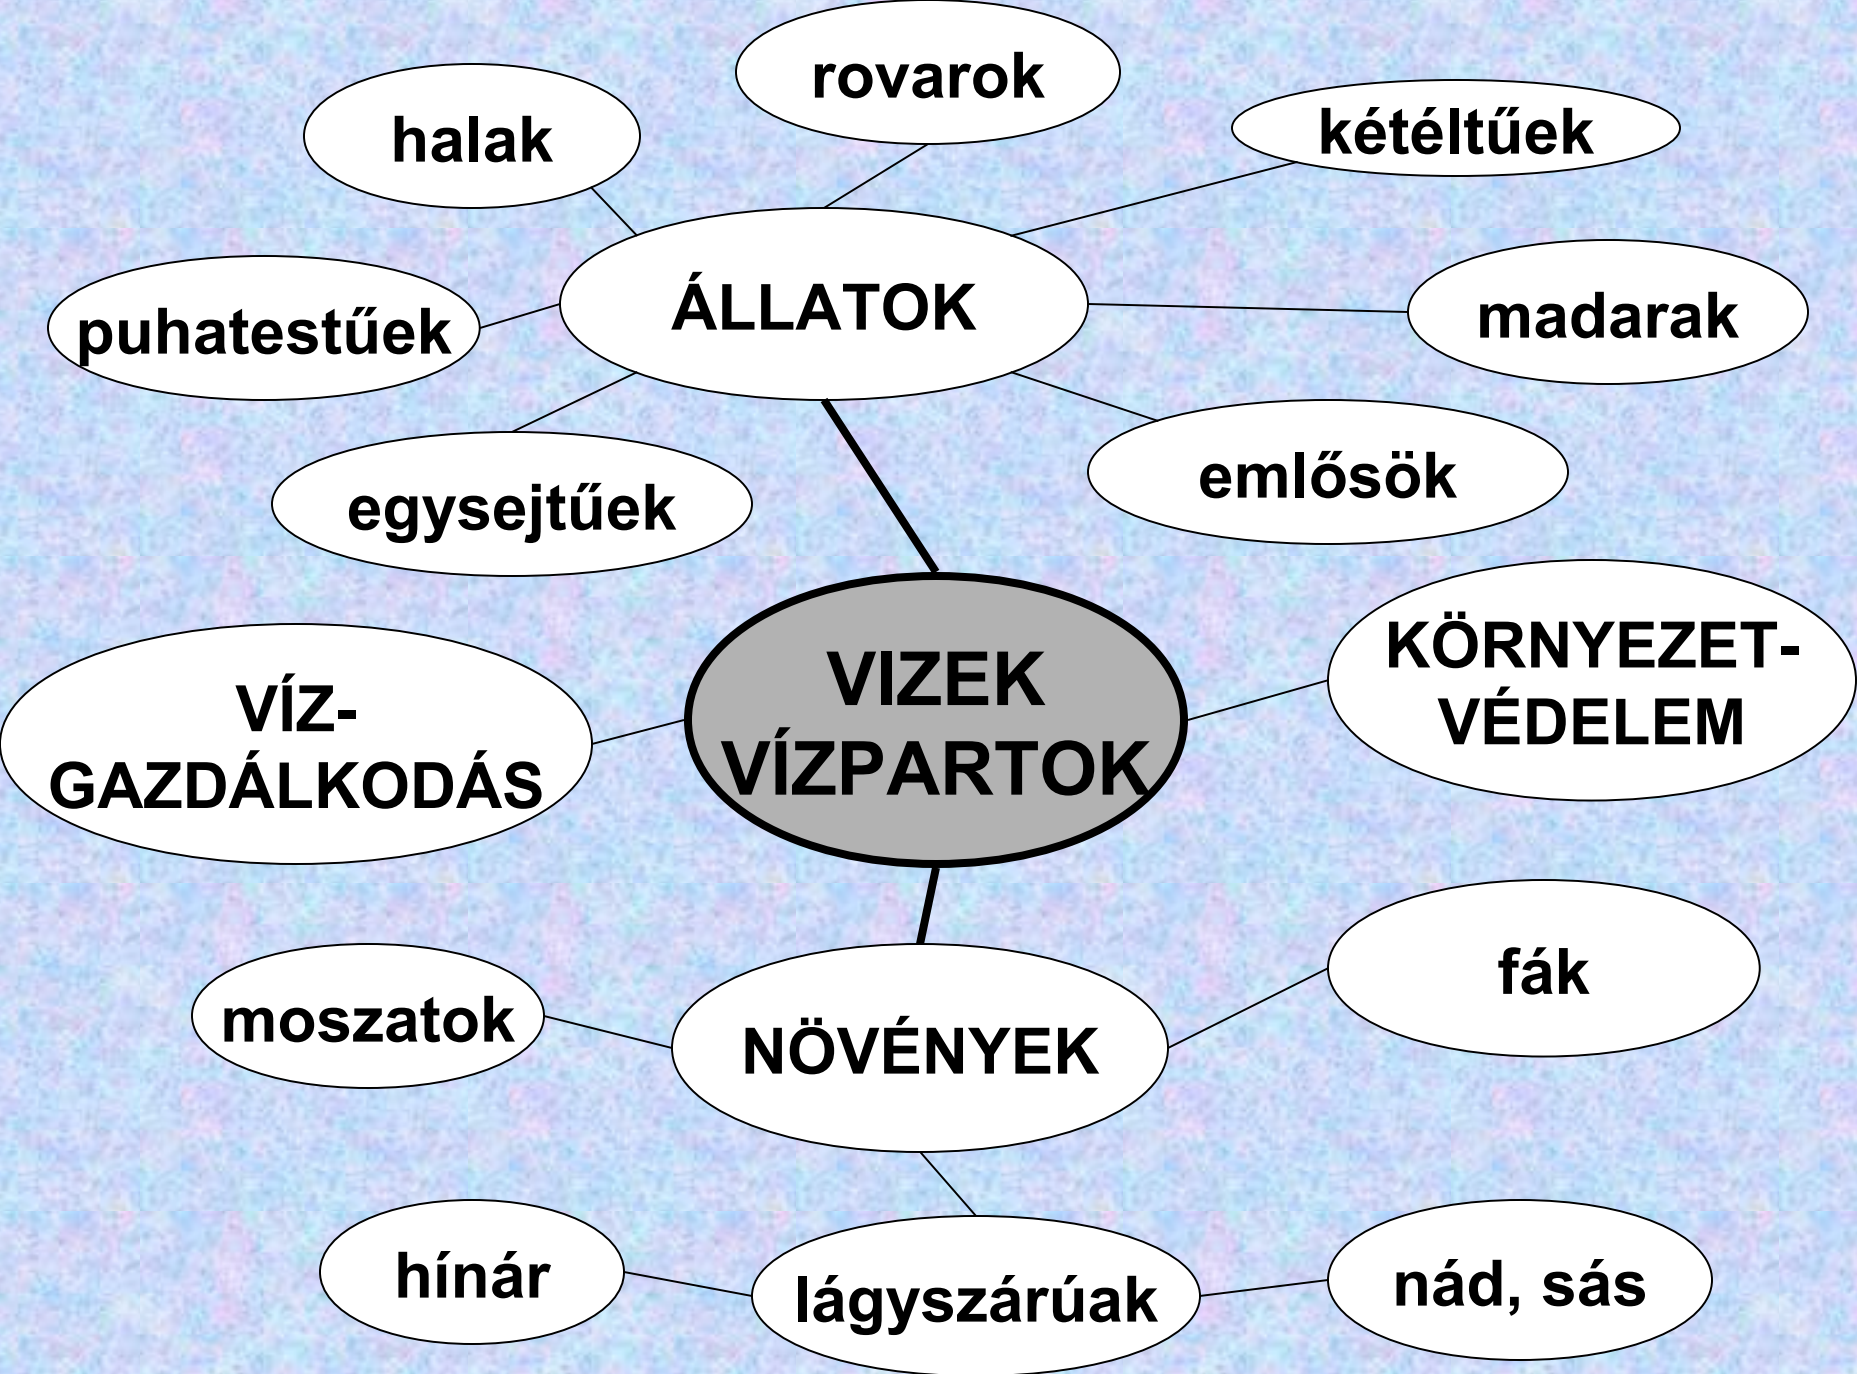 rovarok
halak
kétéltűek
ÁLLATOK
madarak
puhatestűek
emlősök
egysejtűek
VIZEK
VÍZPARTOK
KÖRNYEZET-
VÉDELEM
VÍZ-
GAZDÁLKODÁS
fák
moszatok
NÖVÉNYEK
hínár
lágyszárúak
nád, sás